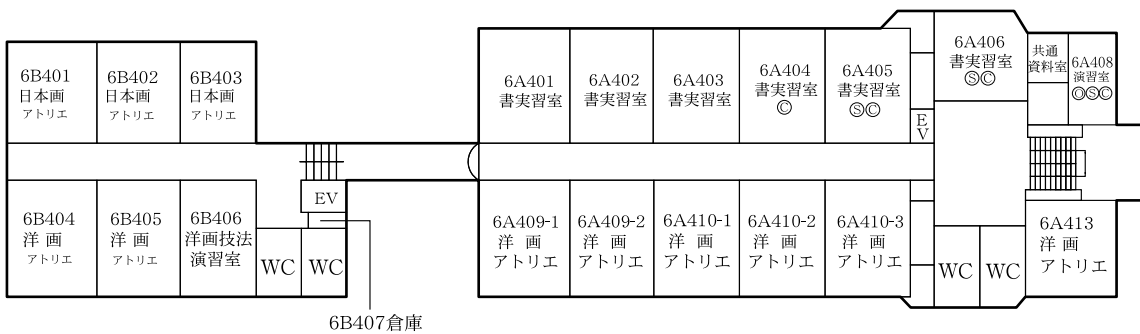 6B401
日本画
アトリエ
6B402
日本画
アトリエ
6B403
日本画
アトリエ
6A401
書実習室
6A402
書実習室
6A403
書実習室
6A404
書実習室
Ⓒ
6A405
書実習室
ⓈⒸ
EV
6A406
書実習室
ⓈⒸ
共通
資料室
6A408
演習室
ⓄⓈⒸ
6B404
洋 画
アトリエ
6B405
洋 画
アトリエ
6B406
洋画技法
演習室
WC
WC
EV
6B407倉庫
6A409-1
洋 画
アトリエ
6A409-2
洋 画
アトリエ
6A410-1
洋 画
アトリエ
6A410-2
洋 画
アトリエ
6A410-3
洋 画
アトリエ
WC
WC
6A413
洋 画
アトリエ